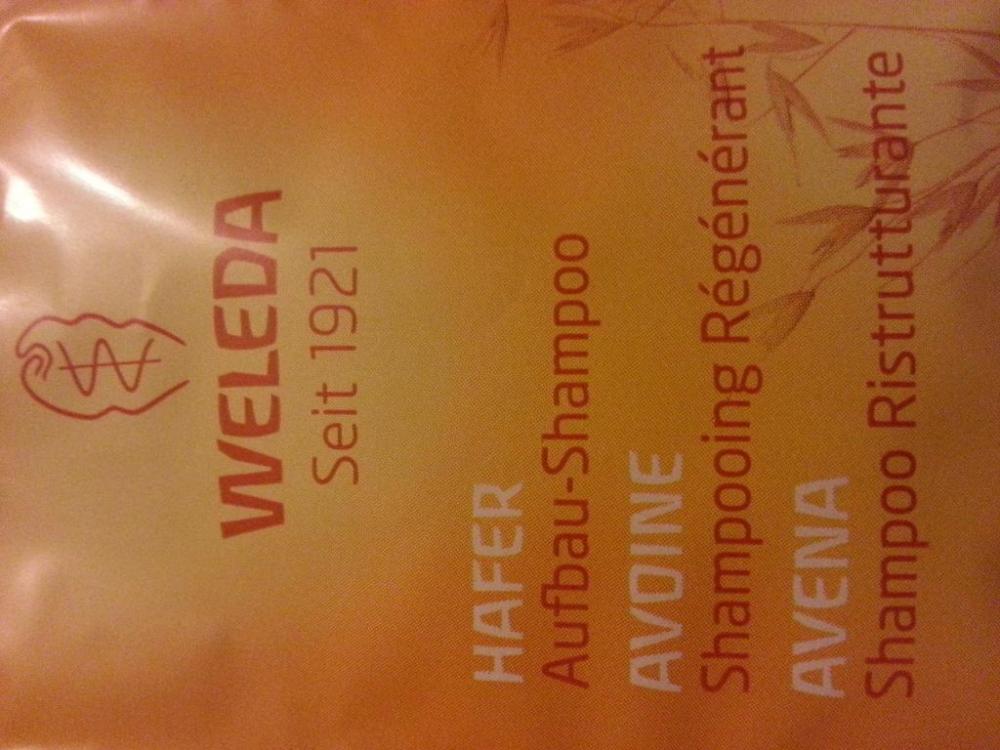 WELEDA
Seit 1921
HAFER
Aufbau-Shampoo
AVOINE
Shampooing Régénérant
AVENA
Shampoo Ristrutturante